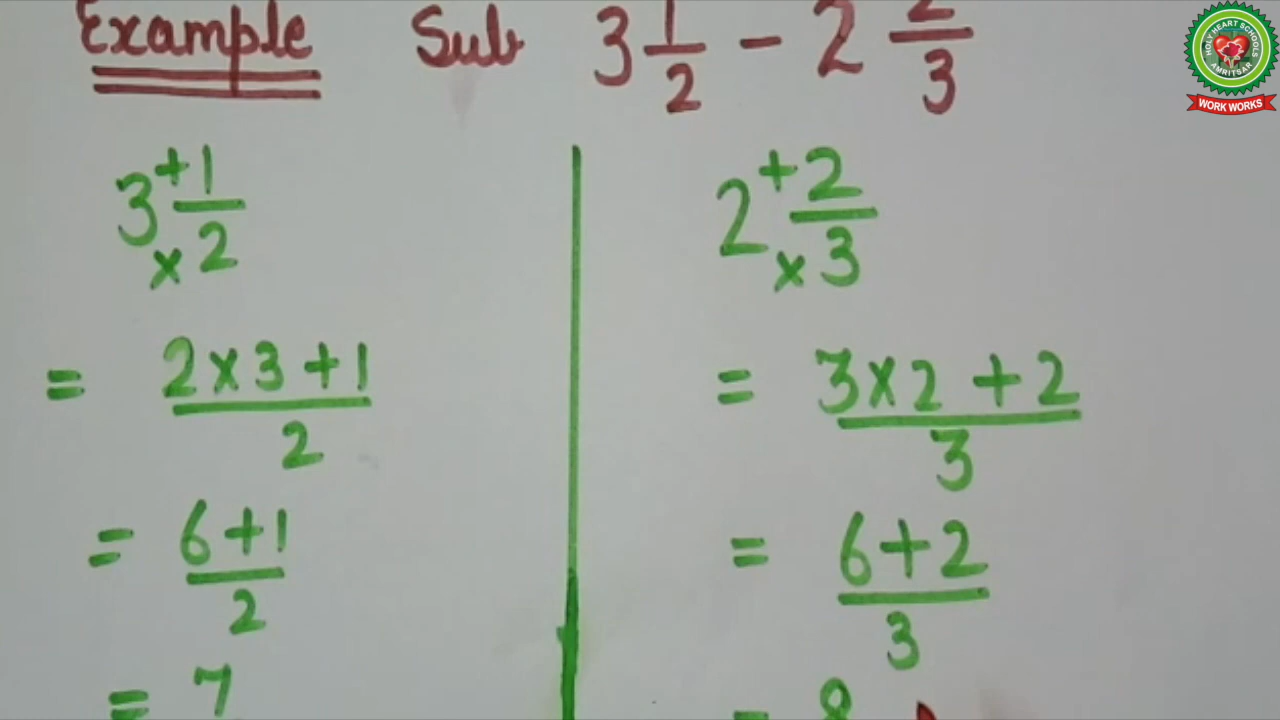 Example Sub 3 1/2 - 2 2/3
3 +1/×2
= 2×3+1/2
= 6+1/2
= 7
2 +2/×3
= 3×2+2/3
= 6+2/3
= 8
HOLY HEART SCHOOLS
AMRITSAR
WORK WORKS